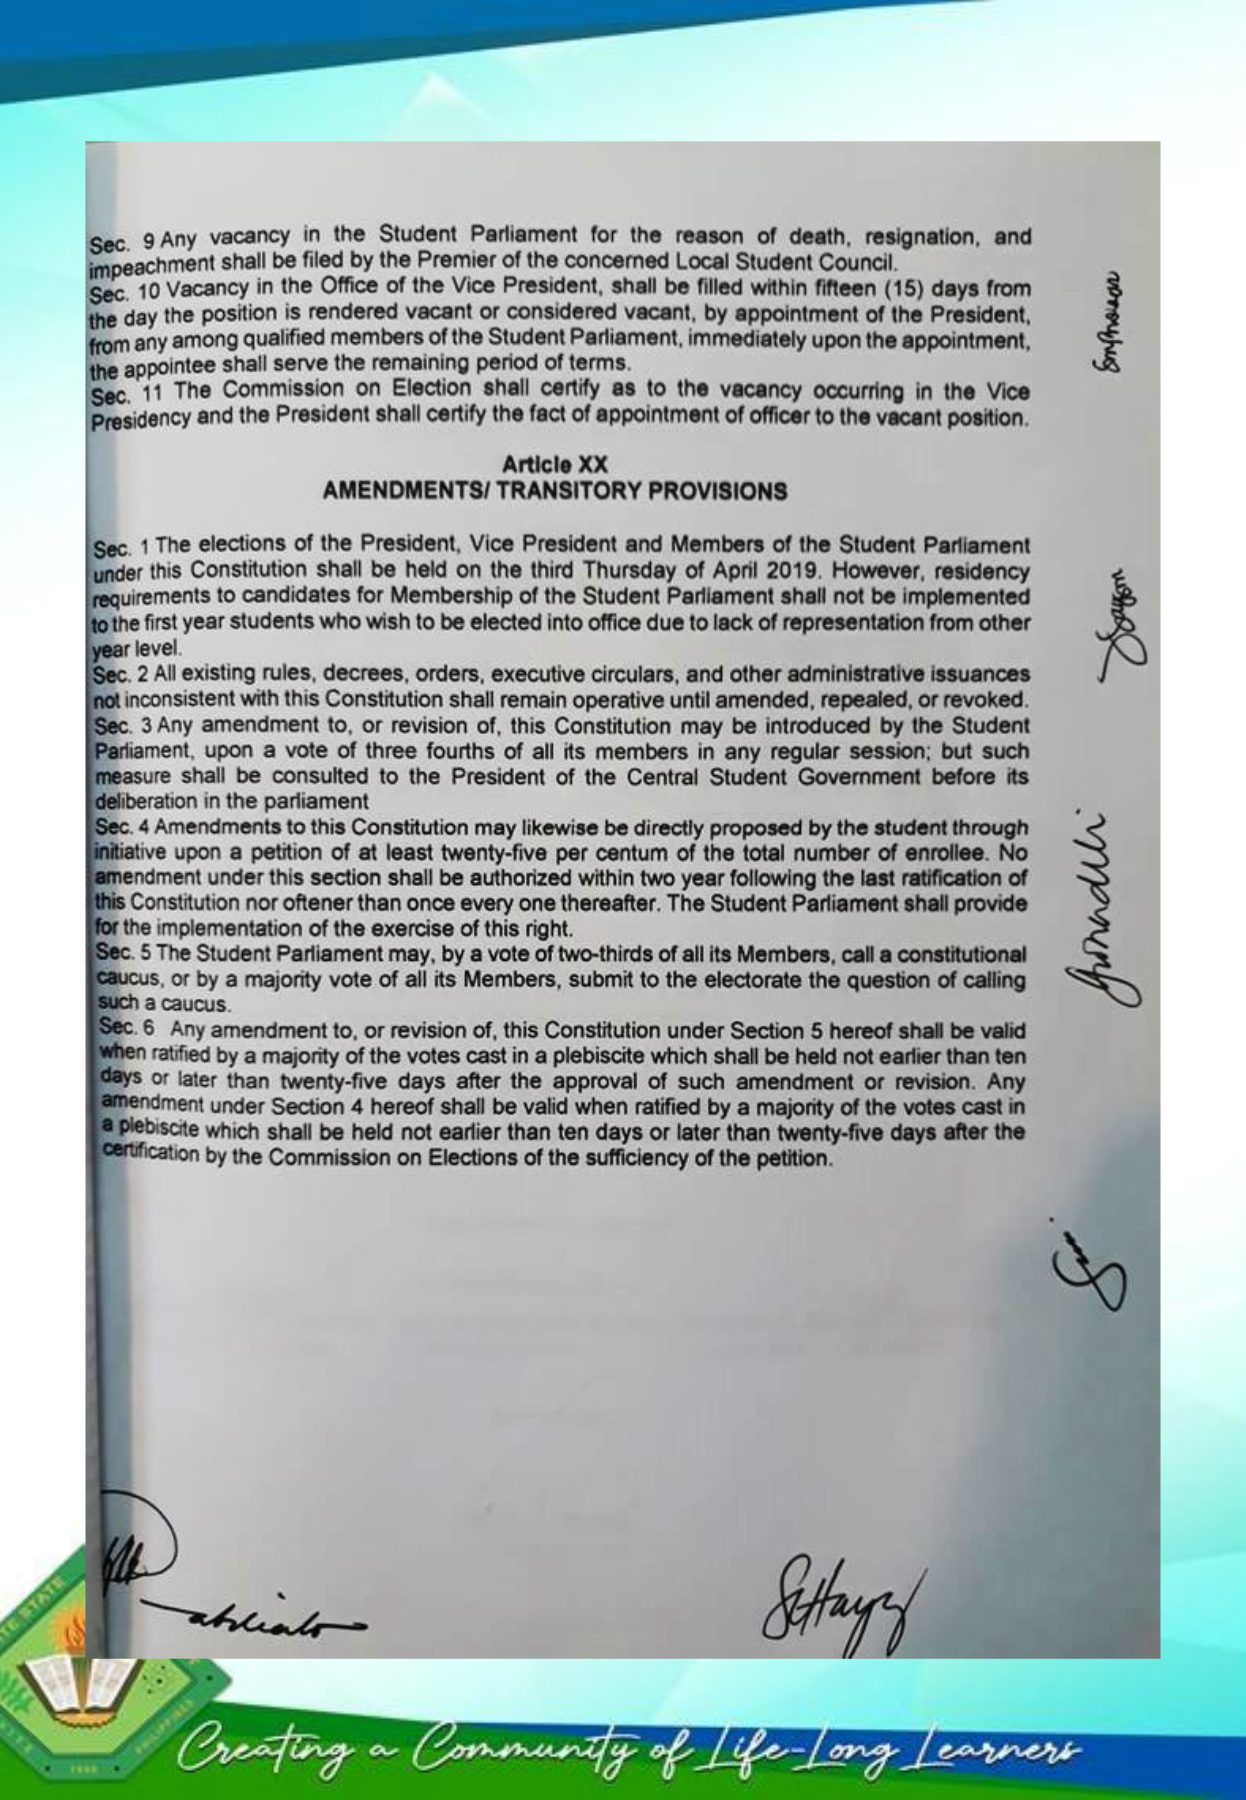 Sec. 9 Any vacancy in the Student Parliament for the reason of death, resignation, and
impeachment shall be filed by the Premier of the concerned Local Student Council.
Sec. 10 Vacancy in the Office of the Vice President, shall be filled within fifteen (15) days from
the day the position is rendered vacant or considered vacant, by appointment of the President,
from any among qualified members of the Student Parliament, immediately upon the appointment,
the appointee shall serve the remaining period of terms.
Sec. 11 The Commission on Election shall certify as to the vacancy occurring in the Vice
Presidency and the President shall certify the fact of appointment of officer to the vacant position.
Article XX
AMENDMENTS/ TRANSITORY PROVISIONS
Sec. 1 The elections of the President, Vice President and Members of the Student Parliament
under this Constitution shall be held on the third Thursday of April 2019. However, residency
requirements to candidates for Membership of the Student Parliament shall not be implemented
to the first year students who wish to be elected into office due to lack of representation from other
year level.
Sec. 2 All existing rules, decrees, orders, executive circulars, and other administrative issuances
not inconsistent with this Constitution shall remain operative until amended, repealed, or revoked.
Sec. 3 Any amendment to, or revision of, this Constitution may be introduced by the Student
Parliament, upon a vote of three fourths of all its members in any regular session; but such
measure shall be consulted to the President of the Central Student Government before its
deliberation in the parliament
Sec. 4 Amendments to this Constitution may likewise be directly proposed by the student through
initiative upon a petition of at least twenty-five per centum of the total number of enrollee. No
amendment under this section shall be authorized within two year following the last ratification of
this Constitution nor oftener than once every one thereafter. The Student Parliament shall provide
for the implementation of the exercise of this right.
Sec. 5 The Student Parliament may, by a vote of two-thirds of all its Members, call a constitutional
caucus, or by a majority vote of all its Members, submit to the electorate the question of calling
such a caucus.
Sec. 6 Any amendment to, or revision of, this Constitution under Section 5 hereof shall be valid
when ratified by a majority of the votes cast in a plebiscite which shall be held not earlier than ten
days or later than twenty-five days after the approval of such amendment or revision. Any
amendment under Section 4 hereof shall be valid when ratified by a majority of the votes cast in
a plebiscite which shall be held not earlier than ten days or later than twenty-five days after the
certification by the Commission on Elections of the sufficiency of the petition.
STATE
PHILIPPINES
Creating a Community of Life-Long Learners